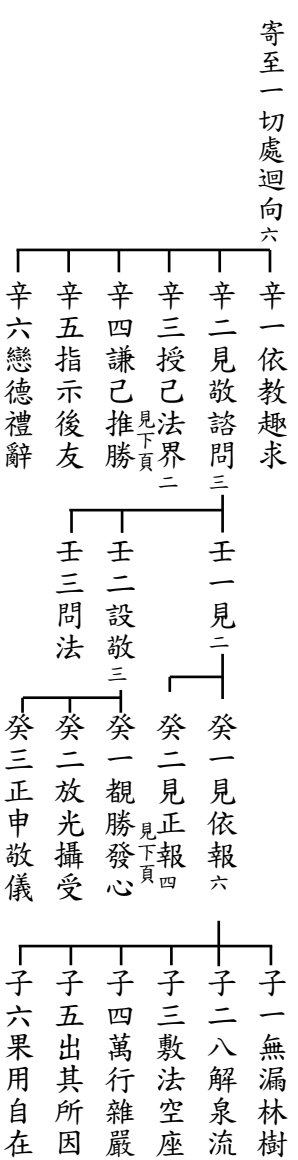 寄至一切處迴向六
辛一依教趣求
辛二見敬諮問三
辛三授己法界二
見下頁
辛四謙己推勝
辛五指示後友
辛六戀德禮辭
壬一見二
壬二設敬三
壬三問法
癸一見依報六
癸二見正報四
見下頁
癸一覩勝發心
癸二放光攝受
癸三正申敬儀
子一無漏林樹
子二八解泉流
子三敷法空座
子四萬行雜嚴
子五出其所因
子六果用自在